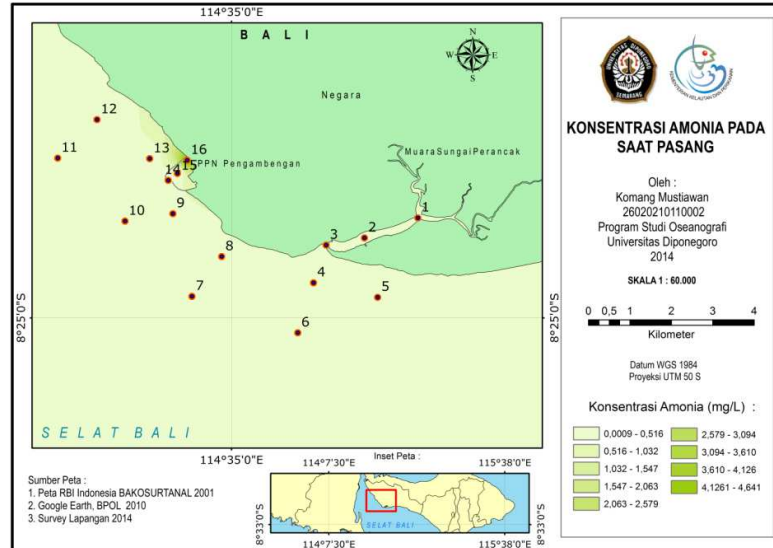 114°35'0"E
B A L I
N
W E
S
Negara
12
11
13
16
15
PPN Pengambengan
14
MuaraSungaiPerancak
10
9
1
2
3
8
4
5
7
6
8°25'0"S
8°25'0"S
SELAT BALI
114°35'0"E
UNIVERSITAS DIPONEGORO
SEMARANG
KEMENTERIAN KELAUTAN DAN PERIKANAN
KONSENTRASI AMONIA PADA
SAAT PASANG
Oleh :
Komang Mustiawan
26020210110002
Program Studi Oseanografi
Universitas Diponegoro
2014
SKALA 1 : 60.000
0 0,5 1 2 3 4
Kilometer
Datum WGS 1984
Proyeksi UTM 50 S
Konsentrasi Amonia (mg/L) :
0,0009 - 0,516
0,516 - 1,032
1,032 - 1,547
1,547 - 2,063
2,063 - 2,579
2,579 - 3,094
3,094 - 3,610
3,610 - 4,126
4,1261 - 4,641
Sumber Peta :
1. Peta RBI Indonesia BAKOSURTANAL 2001
2. Google Earth, BPOL 2010
3. Survey Lapangan 2014
Inset Peta :
114°7'30"E
115°38'0"E
8°33'0"S
SELAT BALI
8°33'0"S
114°7'30"E
115°38'0"E